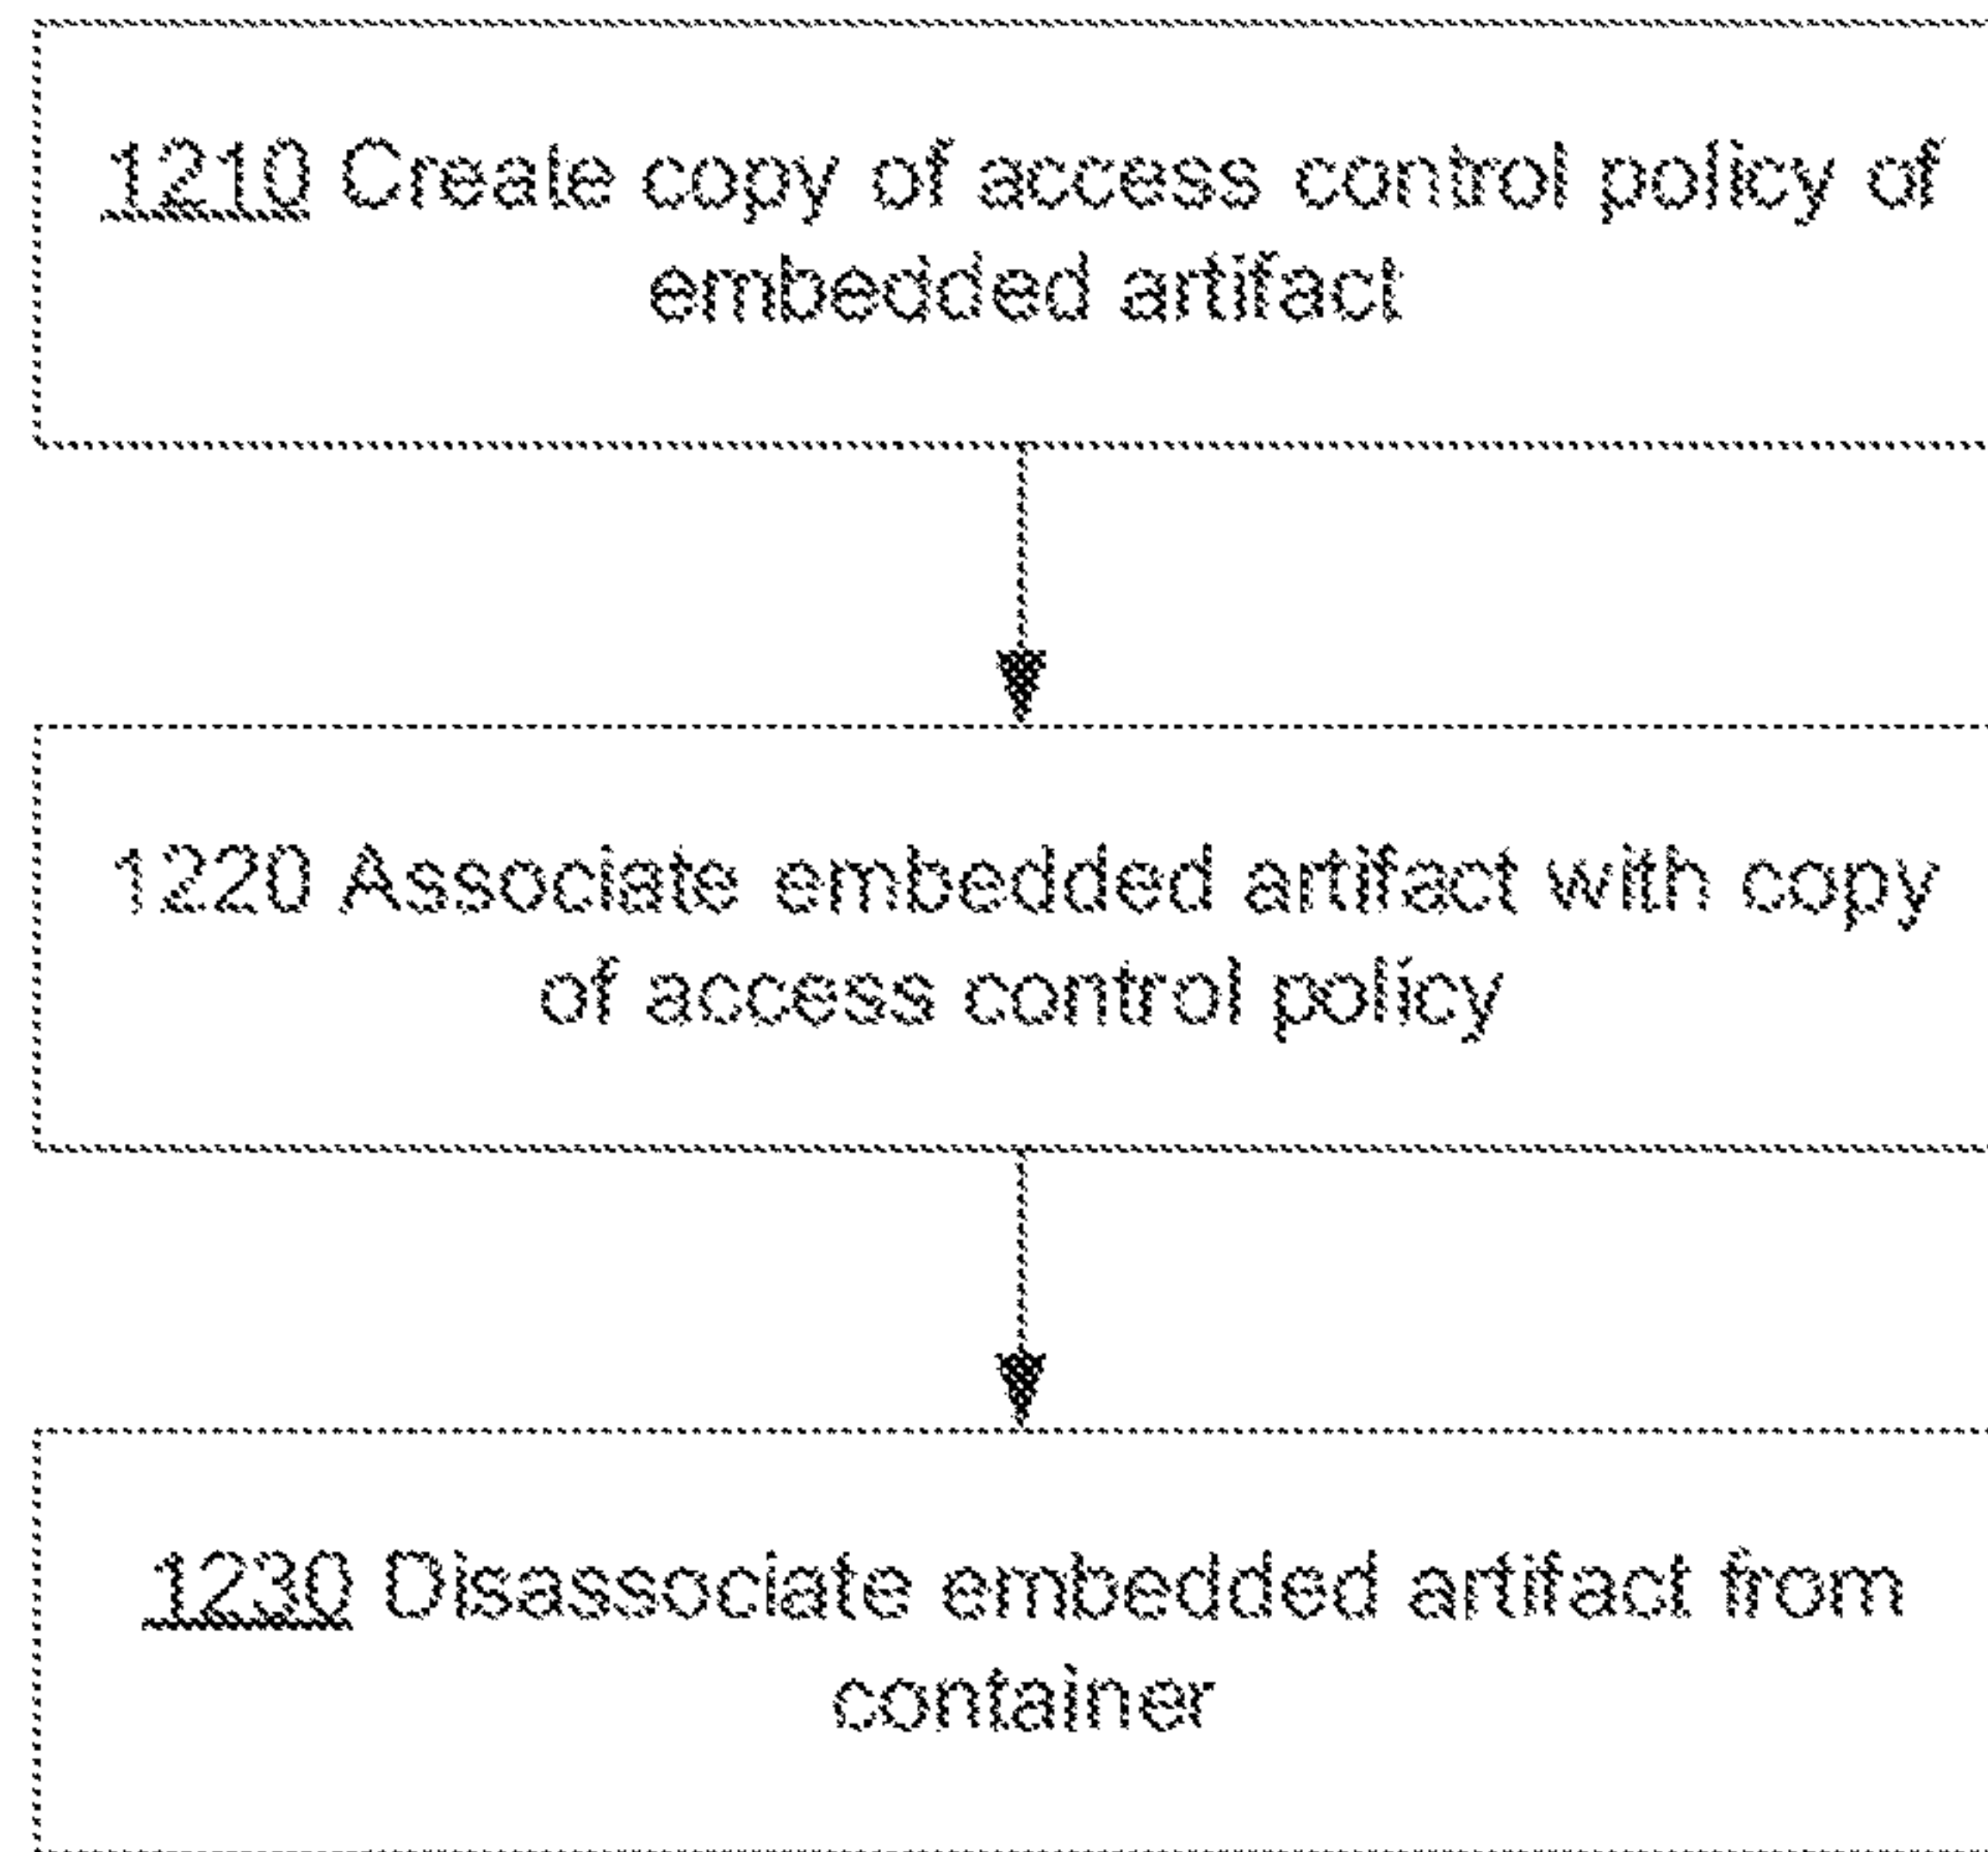 1210 Create copy of access control policy of
embedded artifact
1220 Associate embedded artifact with copy
of access control policy
1230 Disassociate embedded artifact from
container